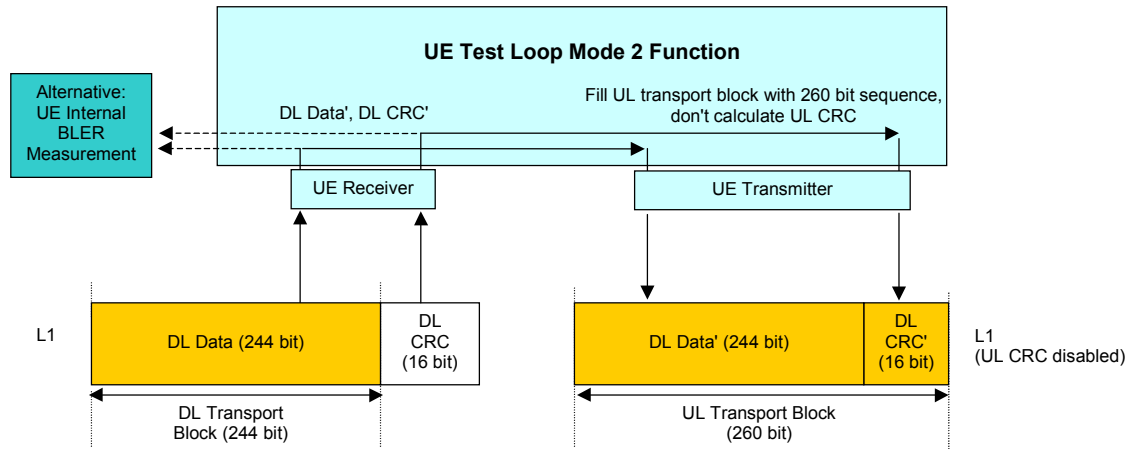 UE Test Loop Mode 2 Function
Alternative:
UE Internal
BLER
Measurement
DL Data', DL CRC'
Fill UL transport block with 260 bit sequence,
don't calculate UL CRC
UE Receiver
UE Transmitter
L1
DL Data (244 bit)
DL
CRC
(16 bit)
DL Data' (244 bit)
DL
CRC'
(16 bit)
L1
(UL CRC disabled)
DL Transport
Block (244 bit)
UL Transport Block
(260 bit)